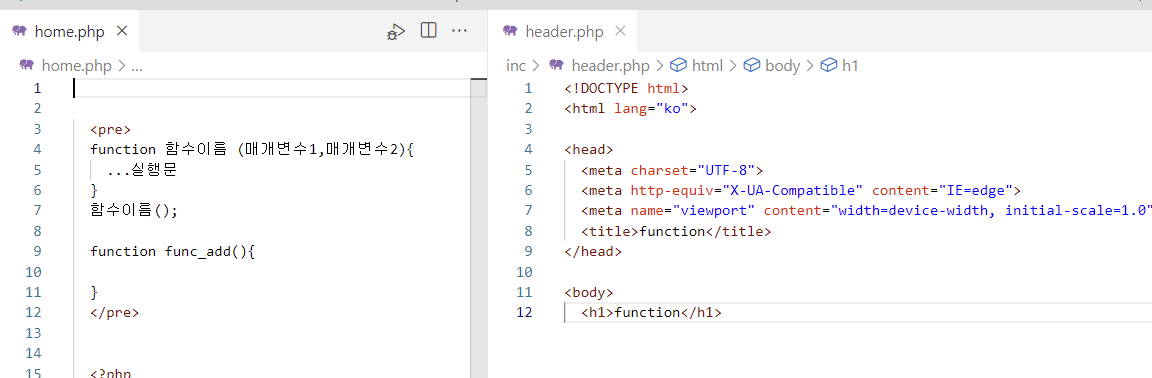 home.php
home.php > ...
1
2
3 <pre>
4 function 함수이름 (매개변수1,매개변수2){
5 ...실행문
6 }
7 함수이름();
8
9 function func_add(){
10
11 }
12 </pre>
13
14
15 <?php
header.php
inc > header.php > html > body > h1
1 <!DOCTYPE html>
2 <html lang="ko">
3
4 <head>
5 <meta charset="UTF-8">
6 <meta http-equiv="X-UA-Compatible" content="IE=edge">
7 <meta name="viewport" content="width=device-width, initial-scale=1.0"
8 <title>function</title>
9 </head>
10
11 <body>
12 <h1>function</h1>